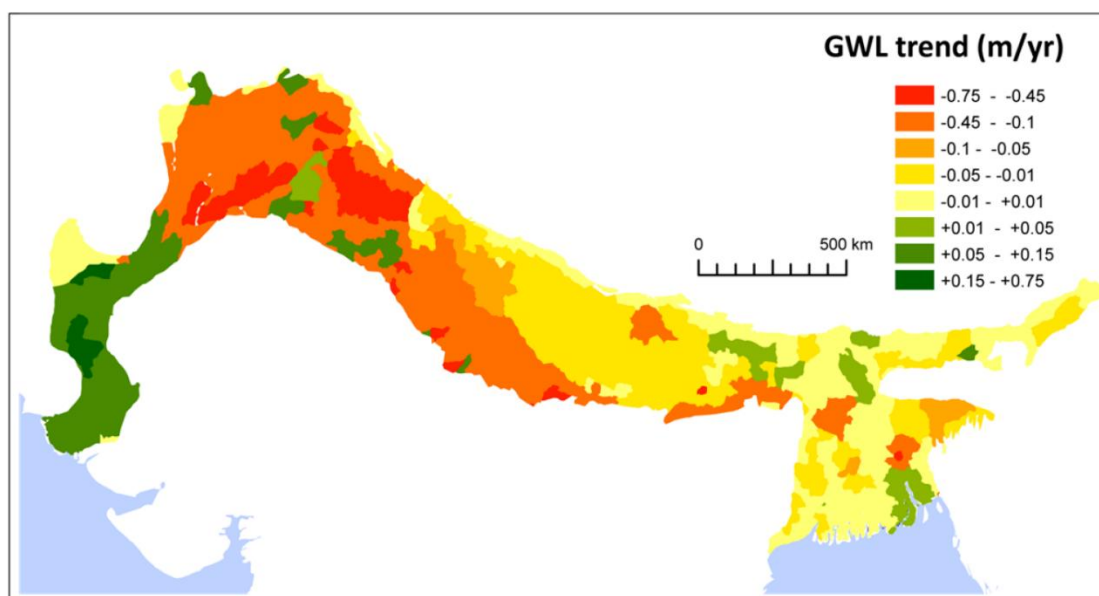 GWL trend (m/yr)
-0.75 - -0.45
-0.45 - -0.1
-0.1 - -0.05
-0.05 - -0.01
-0.01 - +0.01
+0.01 - +0.05
+0.05 - +0.15
+0.15 - +0.75
0 500 km